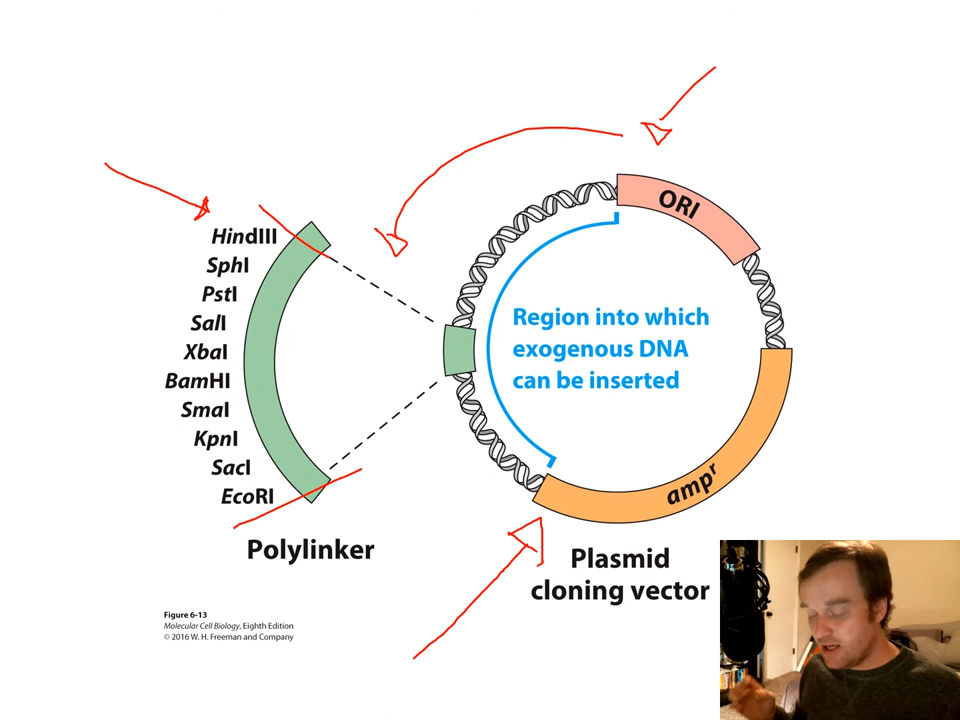 ORI
HindIII
SphI
PstI
SalI
XbaI
BamHI
SmaI
KpnI
SacI
EcoRI
Region into which
exogenous DNA
can be inserted
ampr
Polylinker
Plasmid
cloning vector
Figure 6-13
Molecular Cell Biology, Eighth Edition
© 2016 W. H. Freeman and Company